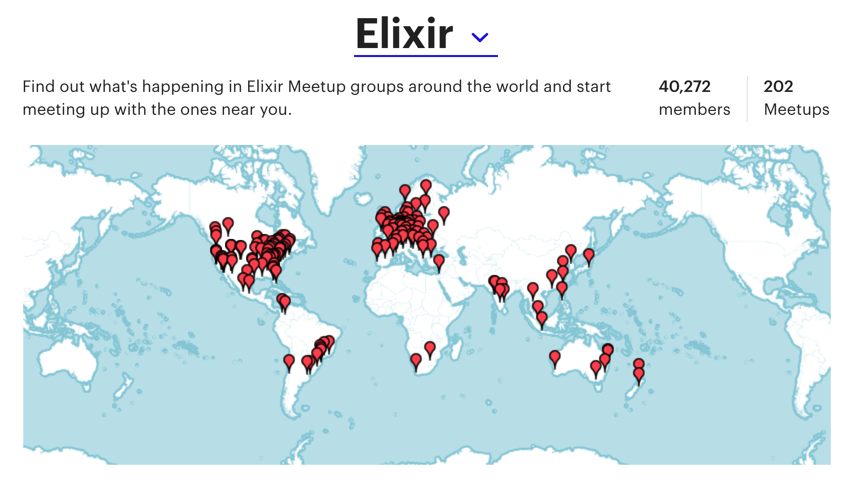 Elixir
Find out what's happening in Elixir Meetup groups around the world and start
meeting up with the ones near you.
40,272
members
202
Meetups